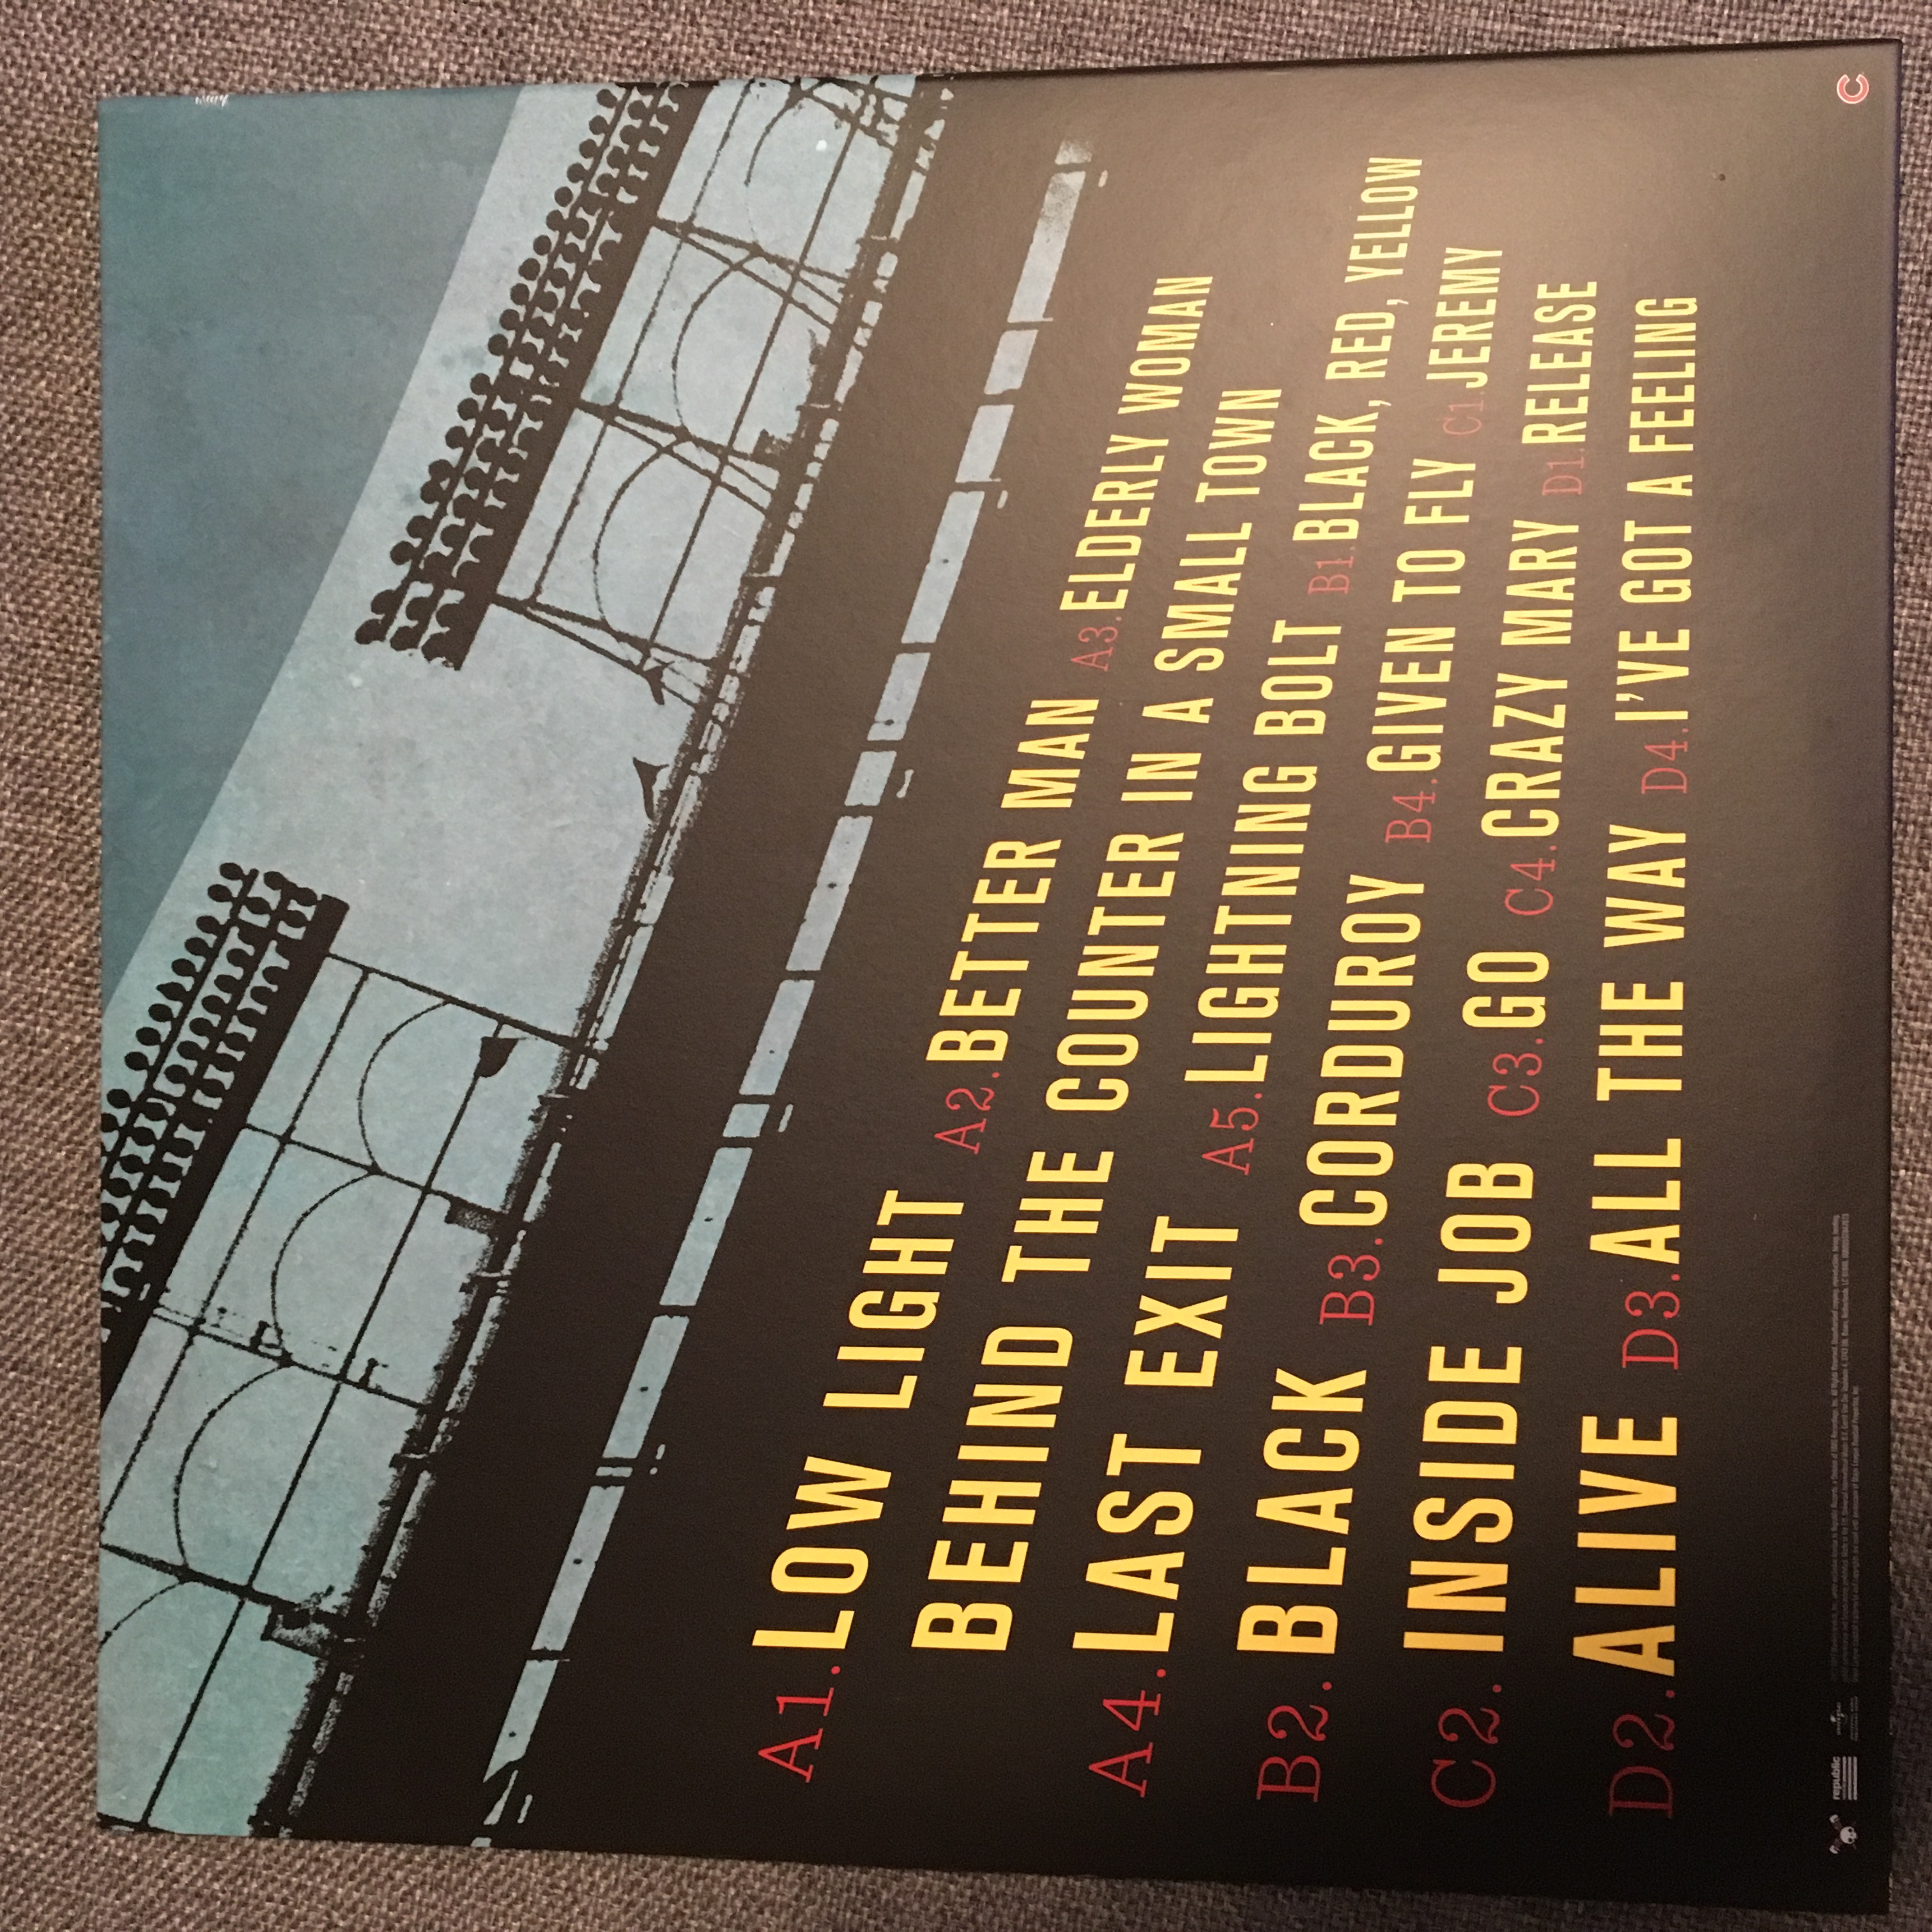 A1. LOW LIGHT A2. BETTER MAN A3. ELDERLY WOMAN
BEHIND THE COUNTER IN A SMALL TOWN
A4. LAST EXIT A5. LIGHTNING BOLT B1. BLACK, RED, YELLOW
B2. BLACK B3. CORDUROY B4. GIVEN TO FLY C1. JEREMY
C2. INSIDE JOB C3. GO C4. CRAZY MARY D1. RELEASE
D2. ALIVE D3. ALL THE WAY D4. I'VE GOT A FEELING
republic
C